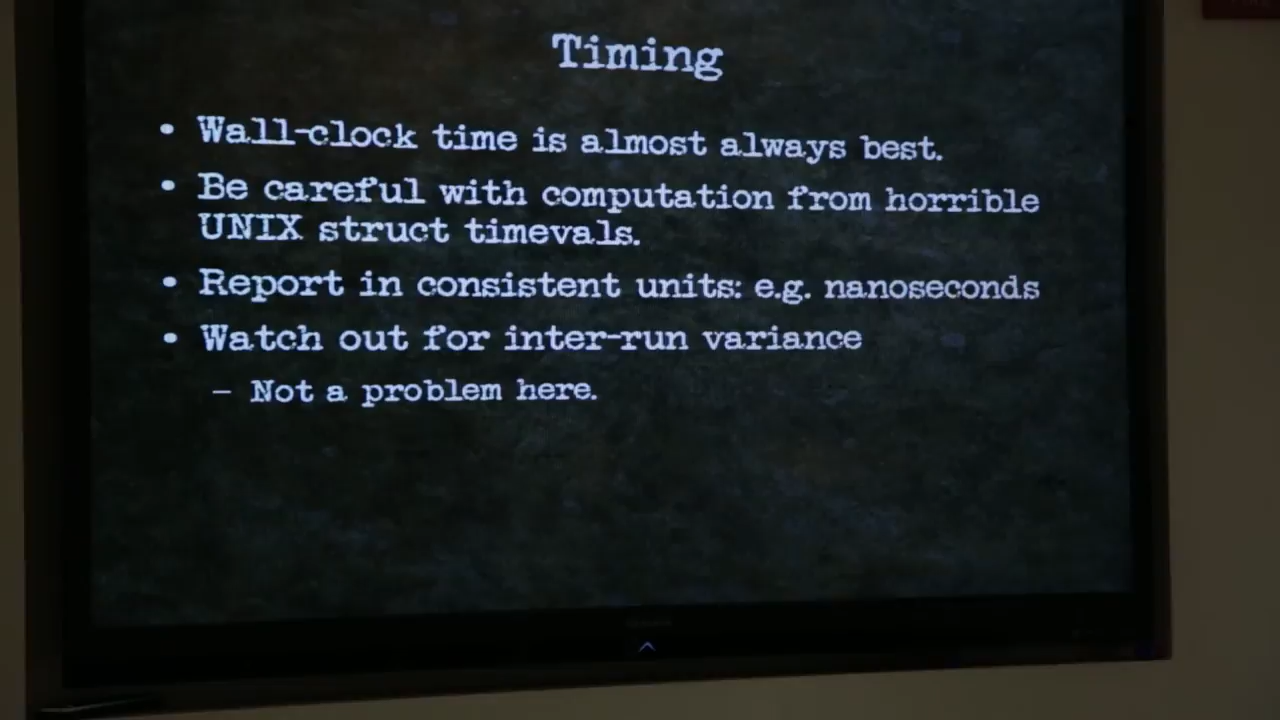 Timing
• Wall-clock time is almost always best.
• Be careful with computation from horrible
UNIX struct timevals.
• Report in consistent units: e.g. nanoseconds
• Watch out for inter-run variance
– Not a problem here.